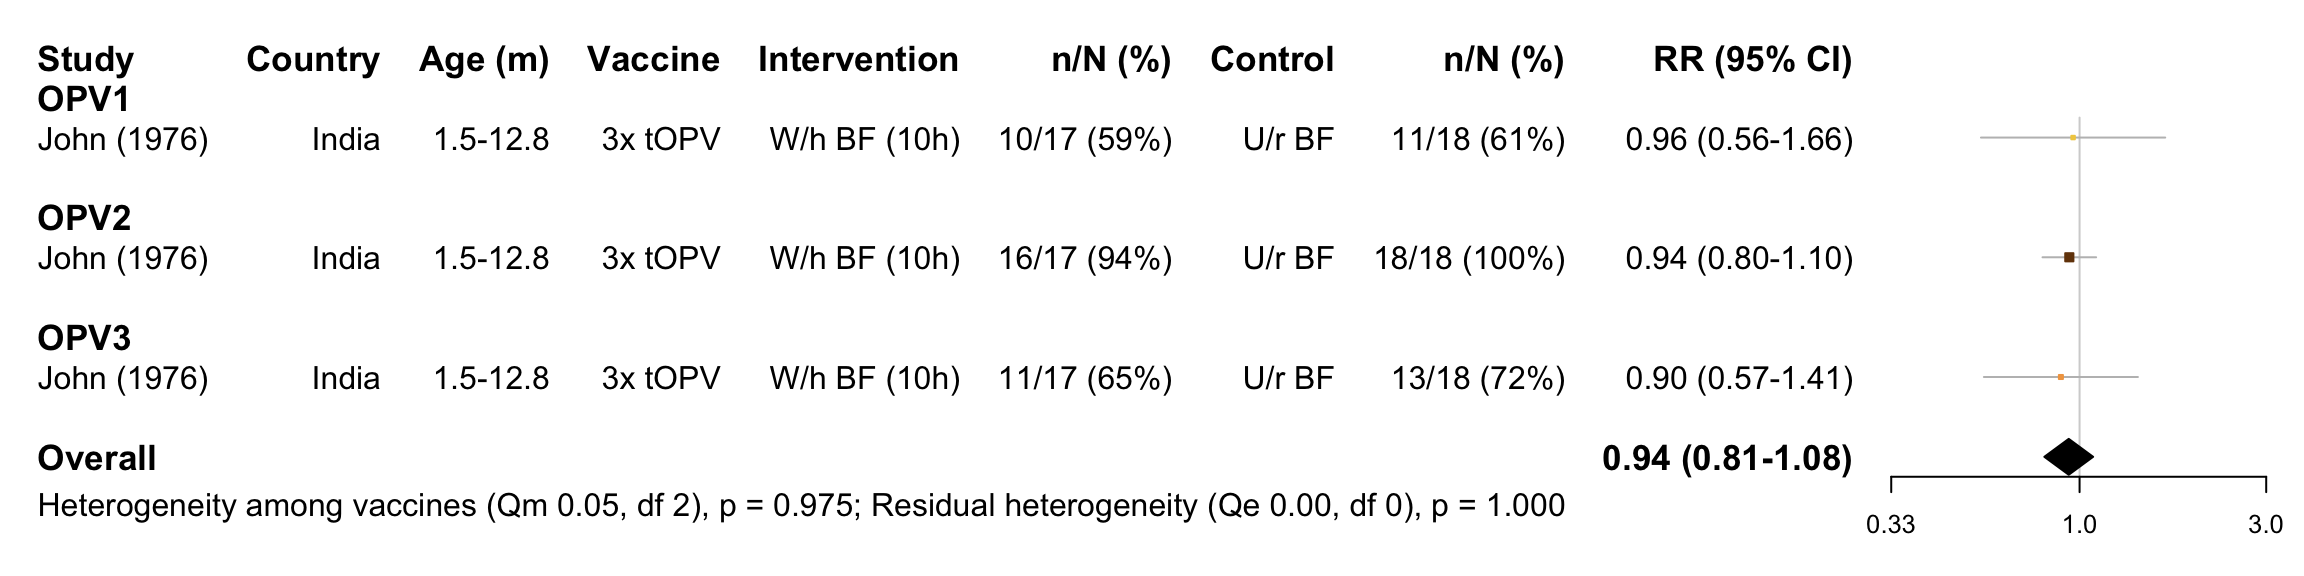 Study Country Age (m) Vaccine Intervention n/N (%) Control n/N (%) RR (95% CI)
OPV1
John (1976) India 1.5-12.8 3x tOPV W/h BF (10h) 10/17 (59%) U/r BF 11/18 (61%) 0.96 (0.56-1.66)
OPV2
John (1976) India 1.5-12.8 3x tOPV W/h BF (10h) 16/17 (94%) U/r BF 18/18 (100%) 0.94 (0.80-1.10)
OPV3
John (1976) India 1.5-12.8 3x tOPV W/h BF (10h) 11/17 (65%) U/r BF 13/18 (72%) 0.90 (0.57-1.41)
Overall 0.94 (0.81-1.08)
Heterogeneity among vaccines (Qm 0.05, df 2), p = 0.975; Residual heterogeneity (Qe 0.00, df 0), p = 1.000
0.33 1.0 3.0